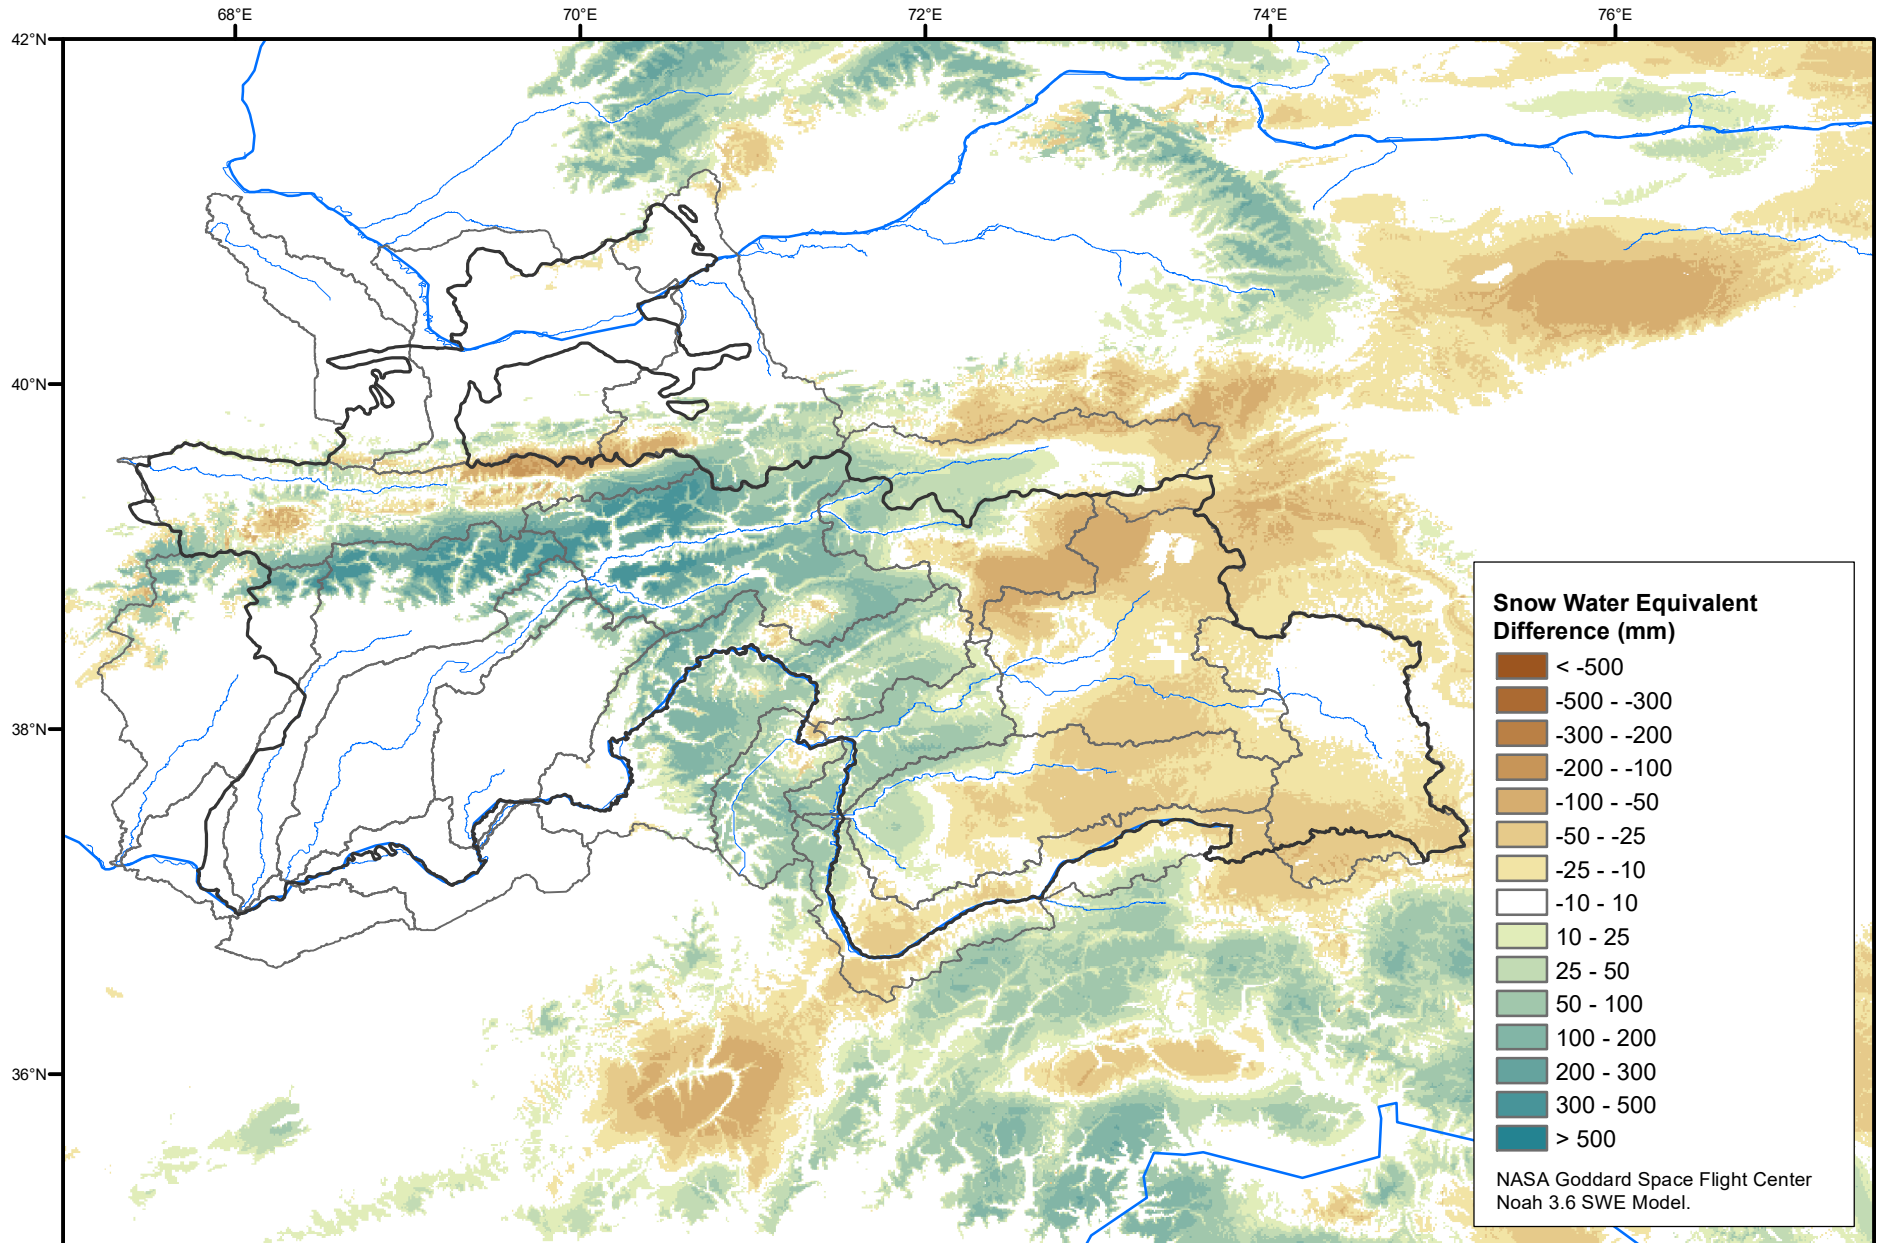 68°E 70°E 72°E 74°E 76°E
42°N
40°N
38°N
36°N
Snow Water Equivalent
Difference (mm)
< -500
-500 - -300
-300 - -200
-200 - -100
-100 - -50
-50 - -25
-25 - -10
-10 - 10
10 - 25
25 - 50
50 - 100
100 - 200
200 - 300
300 - 500
> 500
NASA Goddard Space Flight Center
Noah 3.6 SWE Model.